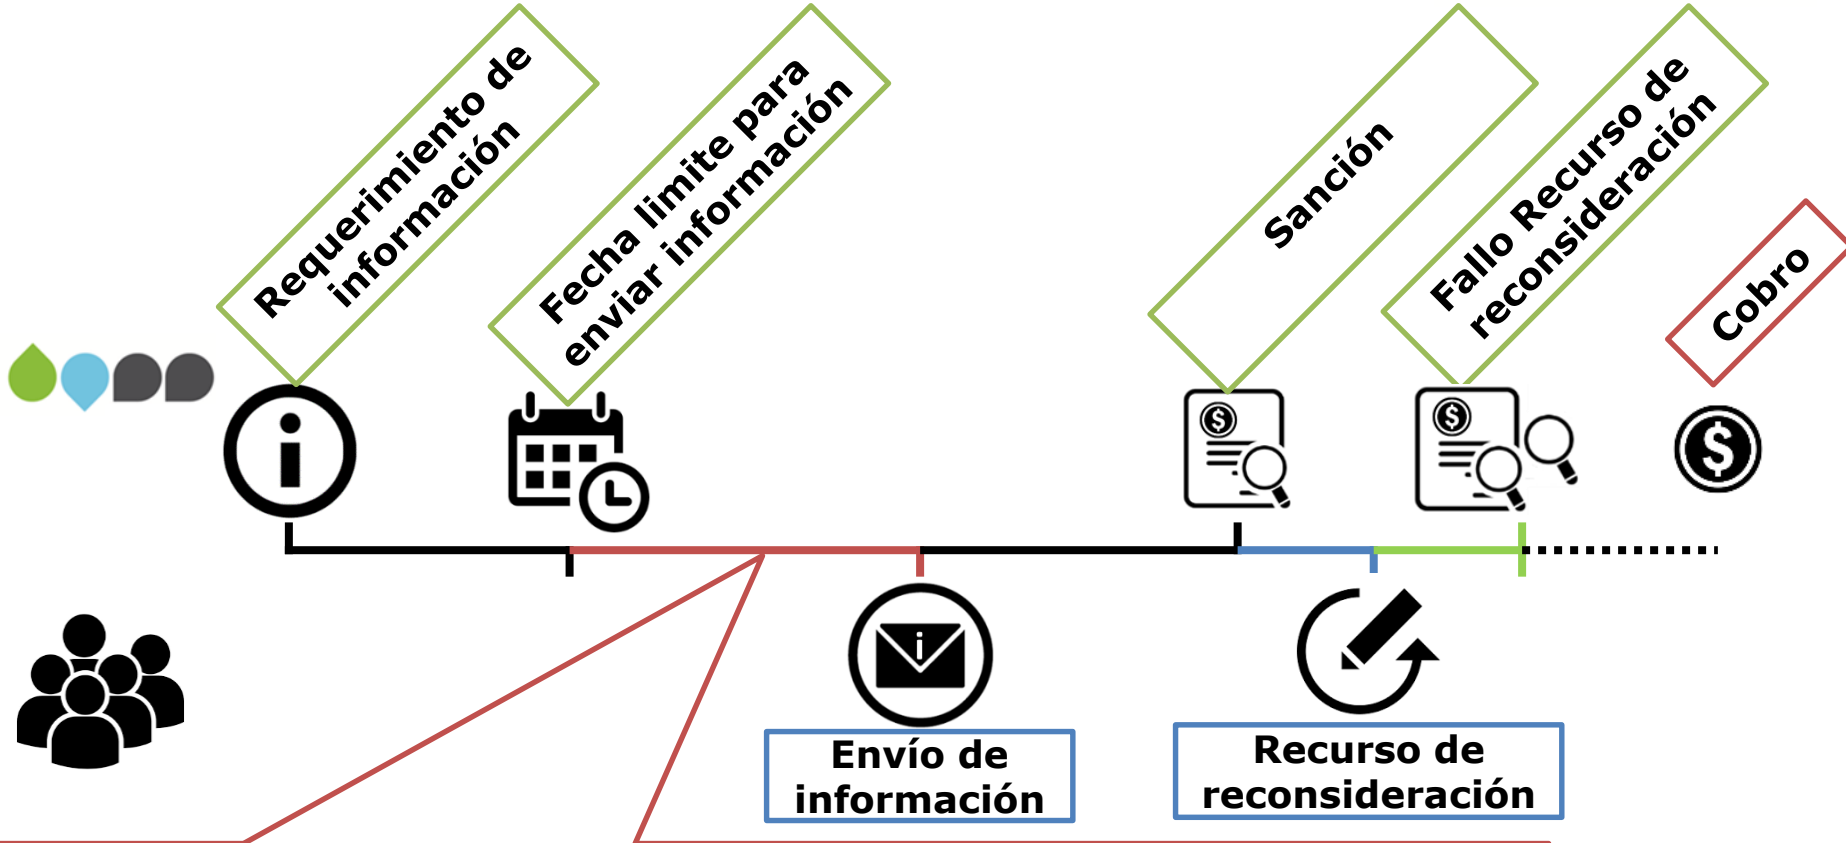 Requerimiento de
información
Fecha limite para
enviar información
Sanción
Fallo Recurso de
reconsideración
Cobro
Envío de
información
Recurso de
reconsideración